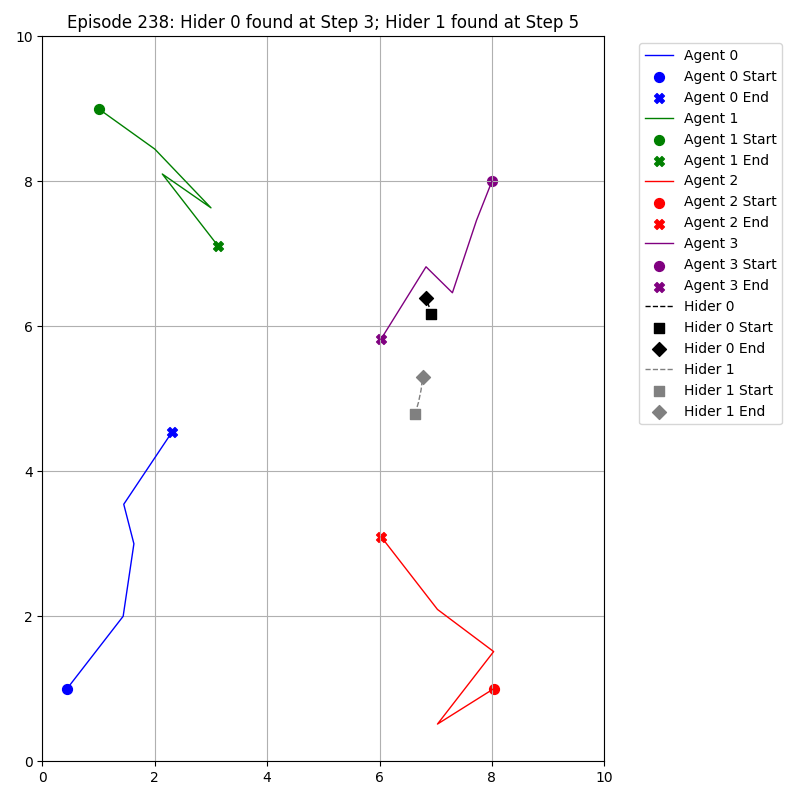 Episode 238: Hider 0 found at Step 3; Hider 1 found at Step 5
10
8
6
4
2
0
0 2 4 6 8 10
Agent 0
Agent 0 Start
Agent 0 End
Agent 1
Agent 1 Start
Agent 1 End
Agent 2
Agent 2 Start
Agent 2 End
Agent 3
Agent 3 Start
Agent 3 End
Hider 0
Hider 0 Start
Hider 0 End
Hider 1
Hider 1 Start
Hider 1 End